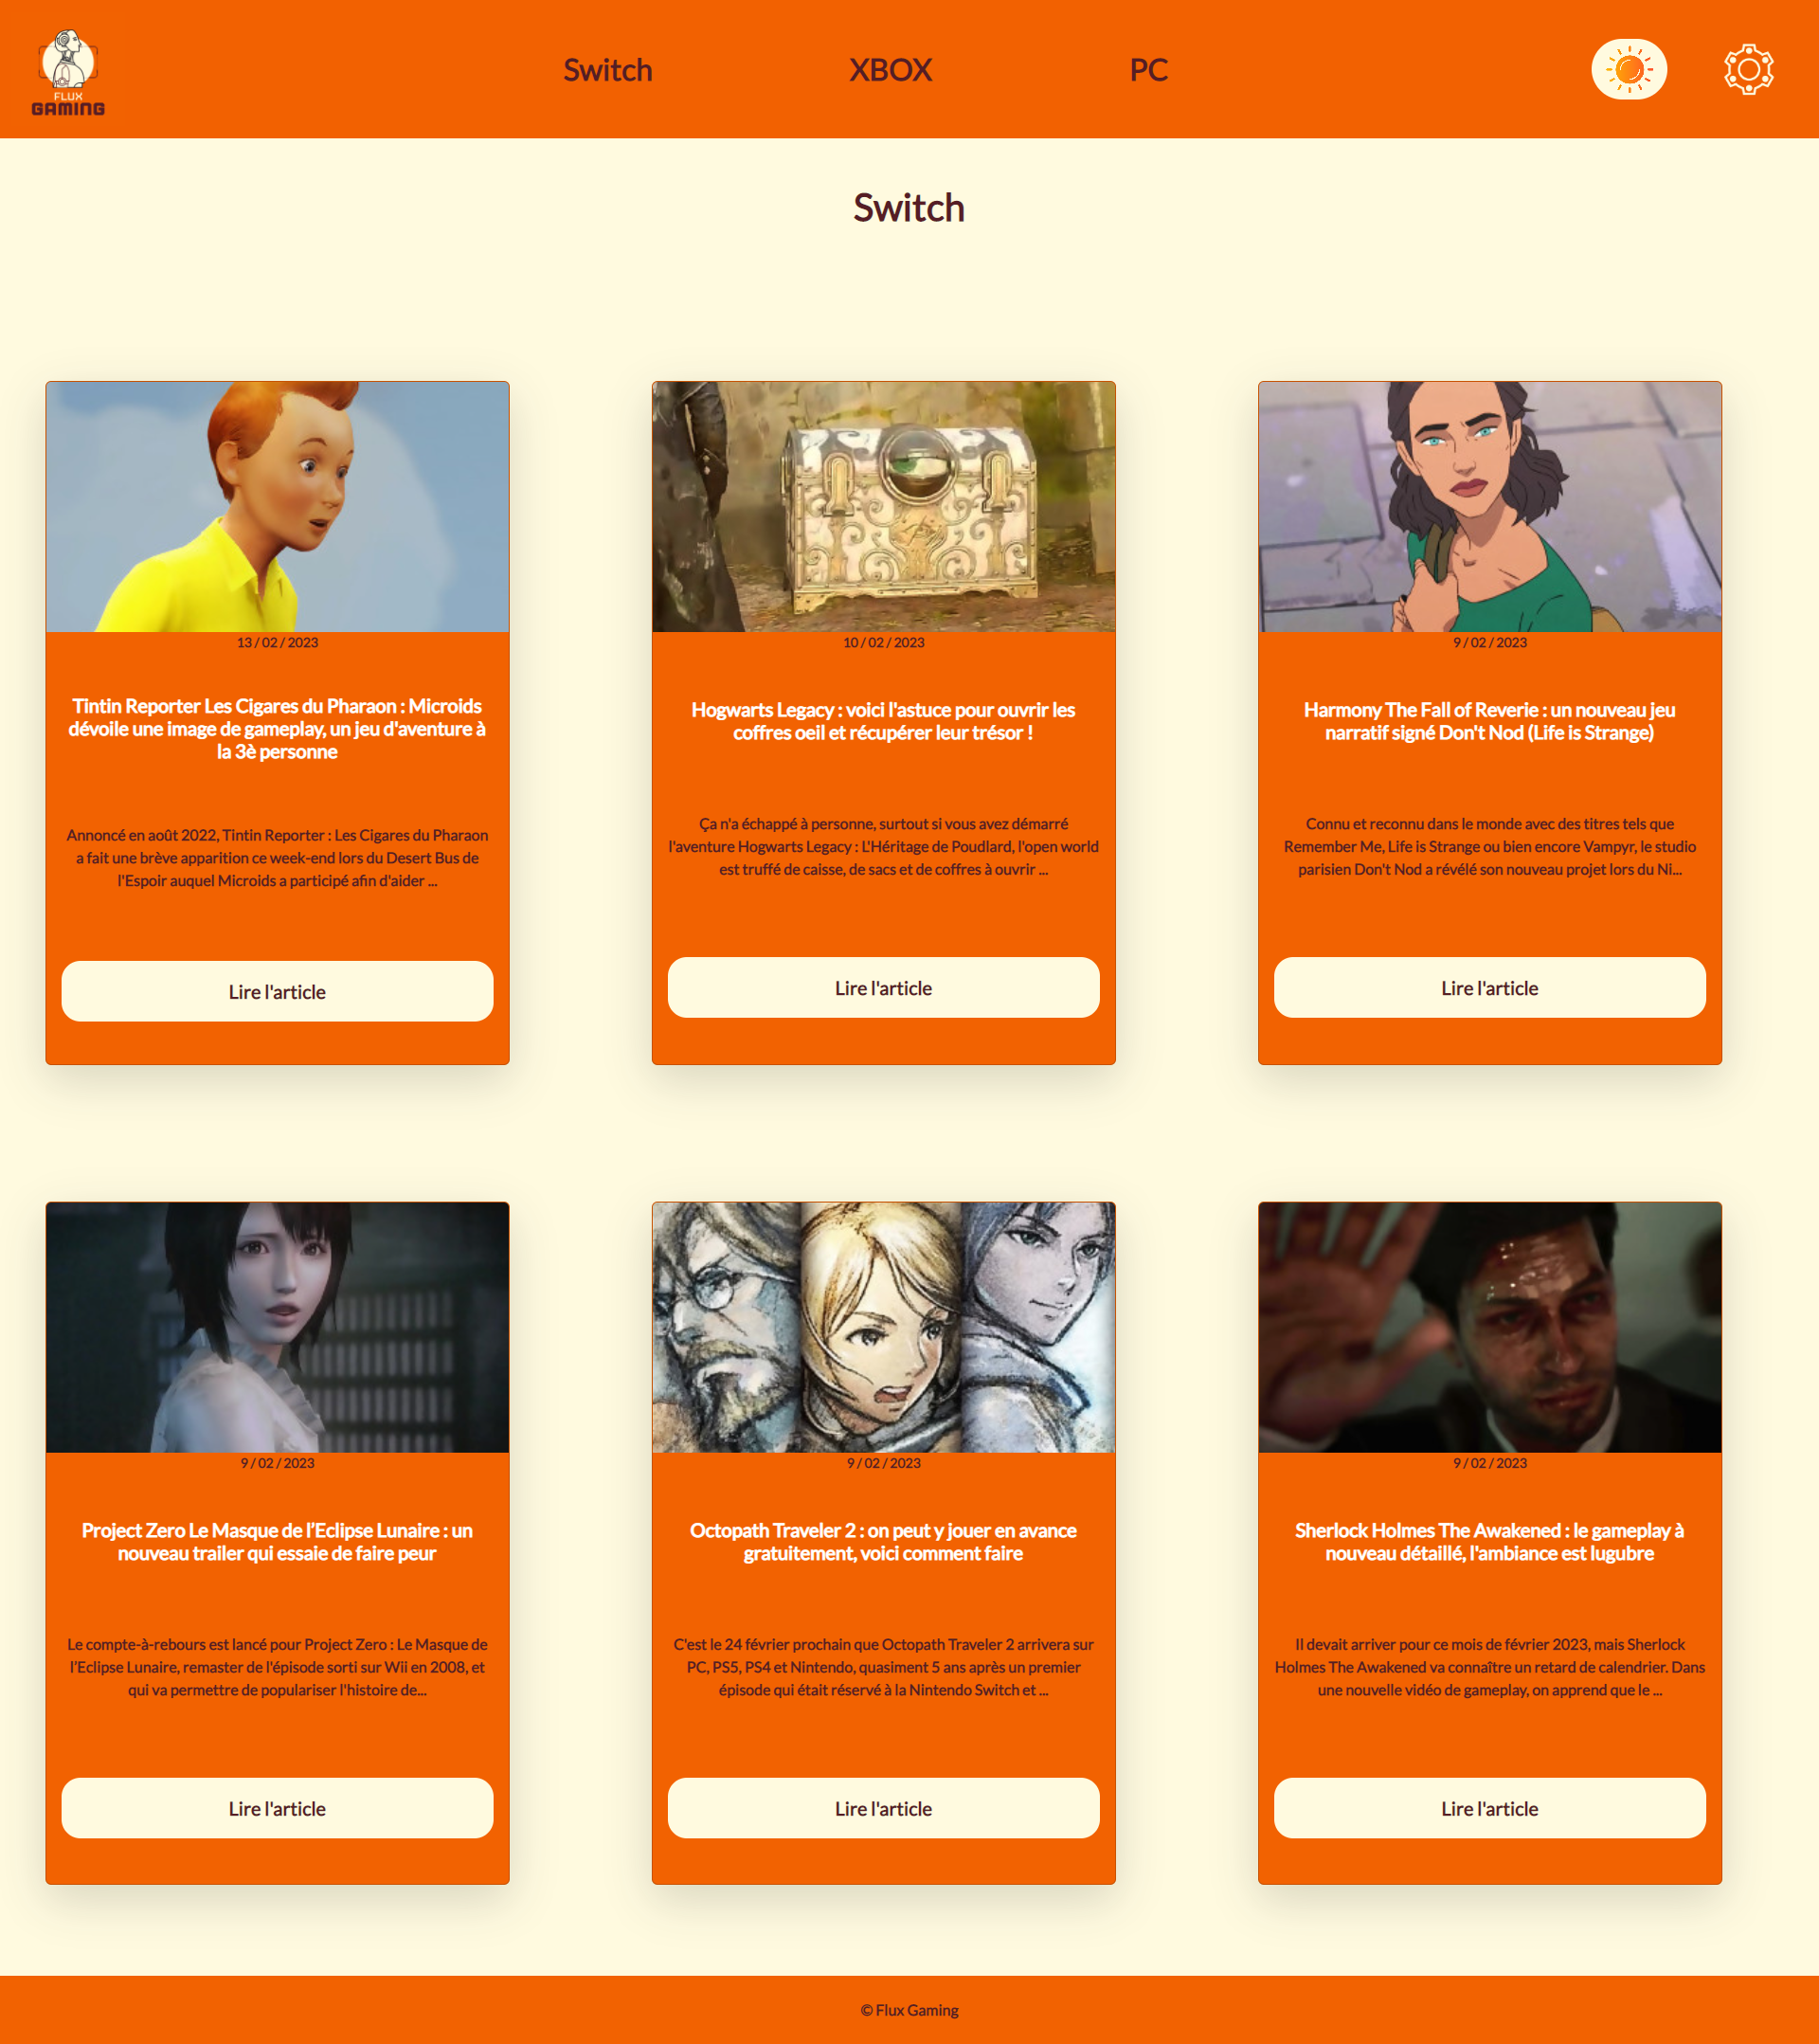 FLUX
GAMING
Switch
XBOX
PC
Switch
13 / 02 / 2023
Tintin Reporter Les Cigares du Pharaon : Microids
dévoile une image de gameplay, un jeu d'aventure à
la 3è personne
Annoncé en août 2022, Tintin Reporter : Les Cigares du Pharaon
a fait une brève apparition ce week-end lors du Desert Bus de
l'Espoir auquel Microids a participé afin d'aider ...
Lire l'article
10 / 02 / 2023
Hogwarts Legacy : voici l'astuce pour ouvrir les
coffres oeil et récupérer leur trésor !
Ça n'a échappé à personne, surtout si vous avez démarré
l'aventure Hogwarts Legacy : L'Héritage de Poudlard, l'open world
est truffé de caisse, de sacs et de coffres à ouvrir ...
Lire l'article
9 / 02 / 2023
Harmony The Fall of Reverie : un nouveau jeu
narratif signé Don't Nod (Life is Strange)
Connu et reconnu dans le monde avec des titres tels que
Remember Me, Life is Strange ou bien encore Vampyr, le studio
parisien Don't Nod a révélé son nouveau projet lors du Ni...
Lire l'article
9 / 02 / 2023
Project Zero Le Masque de l’Eclipse Lunaire : un
nouveau trailer qui essaie de faire peur
Le compte-à-rebours est lancé pour Project Zero : Le Masque de
l’Eclipse Lunaire, remaster de l'épisode sorti sur Wii en 2008, et
qui va permettre de populariser l'histoire de...
Lire l'article
9 / 02 / 2023
Octopath Traveler 2 : on peut y jouer en avance
gratuitement, voici comment faire
C'est le 24 février prochain que Octopath Traveler 2 arrivera sur
PC, PS5, PS4 et Nintendo, quasiment 5 ans après un premier
épisode qui était réservé à la Nintendo Switch et ...
Lire l'article
9 / 02 / 2023
Sherlock Holmes The Awakened : le gameplay à
nouveau détaillé, l'ambiance est lugubre
Il devait arriver pour ce mois de février 2023, mais Sherlock
Holmes The Awakened va connaître un retard de calendrier. Dans
une nouvelle vidéo de gameplay, on apprend que le ...
Lire l'article
© Flux Gaming